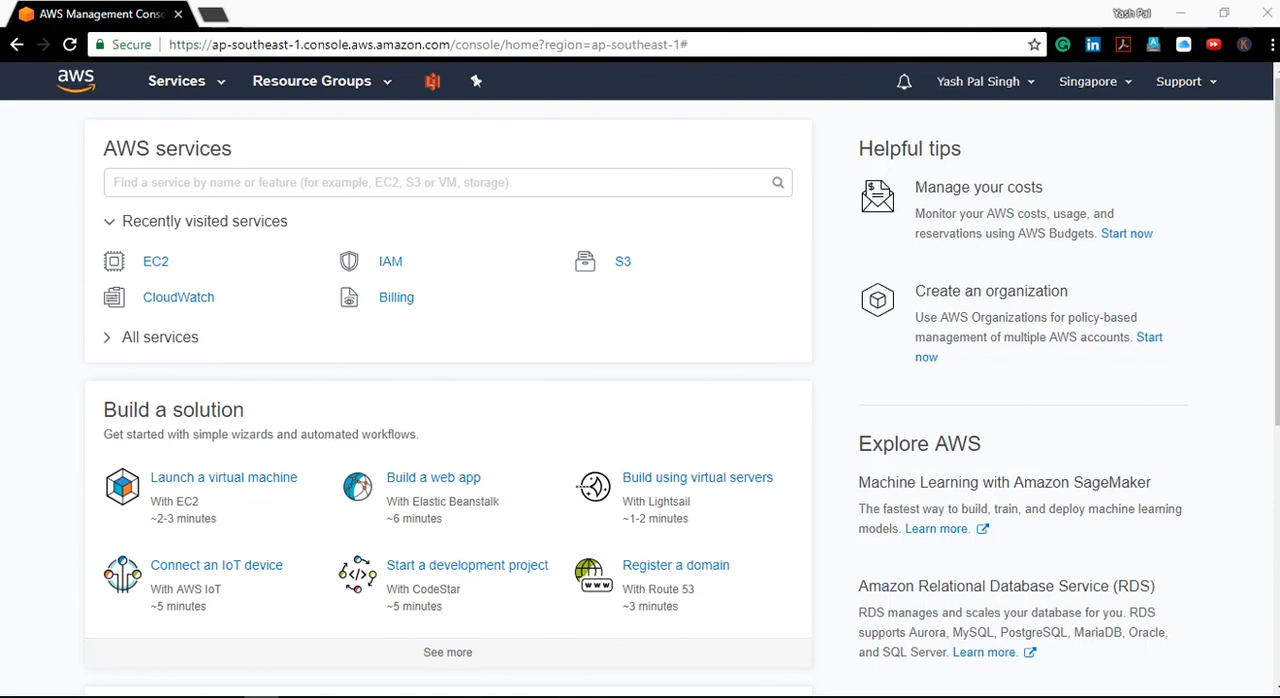 AWS Management Conso
Yash Pal
Secure
https://ap-southeast-1.console.aws.amazon.com/console/home?region=ap-southeast-1#
aws
Services
Resource Groups
Yash Pal Singh
Singapore
Support
AWS services
Find a service by name or feature (for example, EC2, S3 or VM, storage).
Recently visited services
EC2
IAM
S3
CloudWatch
Billing
All services
Build a solution
Get started with simple wizards and automated workflows.
Launch a virtual machine
With EC2
~2-3 minutes
Build a web app
With Elastic Beanstalk
~6 minutes
Build using virtual servers
With Lightsail
~1-2 minutes
Connect an IoT device
With AWS IoT
~5 minutes
Start a development project
With CodeStar
~5 minutes
Register a domain
With Route 53
~3 minutes
See more
Helpful tips
Manage your costs
Monitor your AWS costs, usage, and
reservations using AWS Budgets. Start now
Create an organization
Use AWS Organizations for policy-based
management of multiple AWS accounts. Start
now
Explore AWS
Machine Learning with Amazon SageMaker
The fastest way to build, train, and deploy machine learning
models. Learn more.
Amazon Relational Database Service (RDS)
RDS manages and scales your database for you. RDS
supports Aurora, MySQL, PostgreSQL, MariaDB, Oracle,
and SQL Server. Learn more.